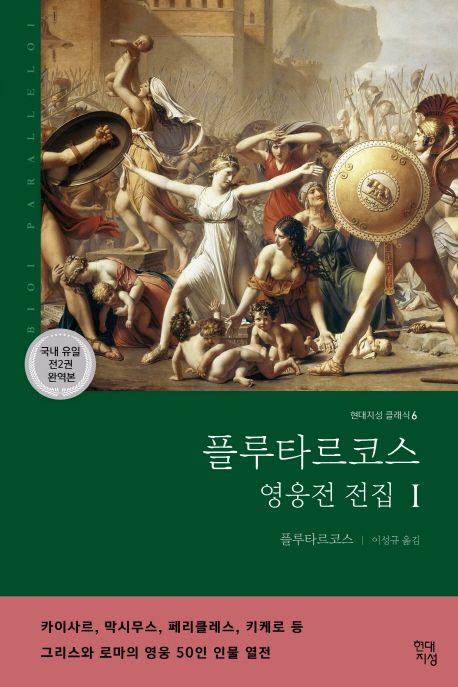 BIOI PARALLELOI
국내 유일
전2권
완역본
현대지성 클래식 6
플루타르코스
영웅전 전집 I
플루타르코스 | 이성규 옮김
카이사르, 막시무스, 페리클레스, 키케로 등
그리스와 로마의 영웅 50인 인물 열전
현대
지성